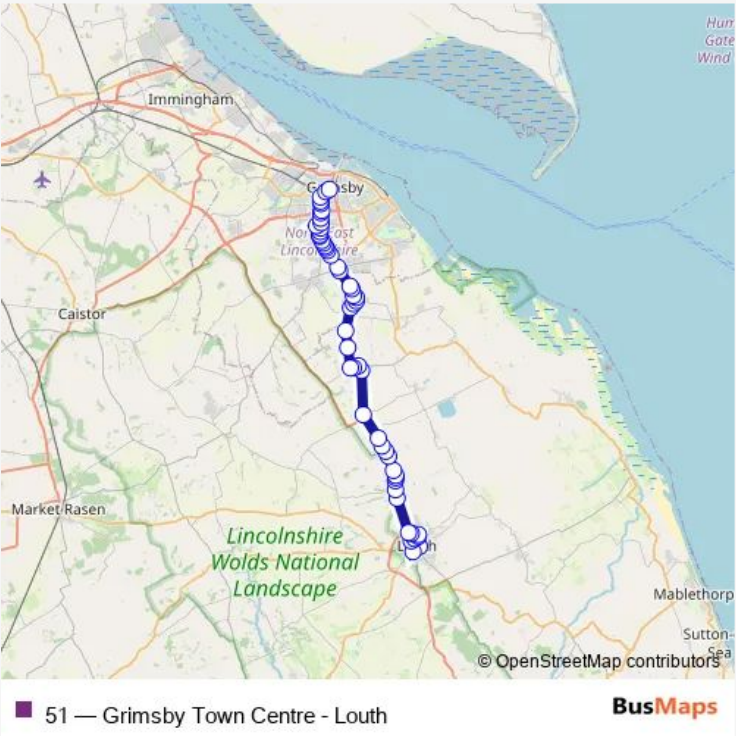 Hum
Gate
Wind
Immingham
Grimsby
North East
Lincolnshire
Caistor
Market Rasen
Lincolnshire
Wolds National
Landscape
Louth
Mablethorp
Sutton-
Sea
© OpenStreetMap contributors
51 — Grimsby Town Centre - Louth
BusMaps